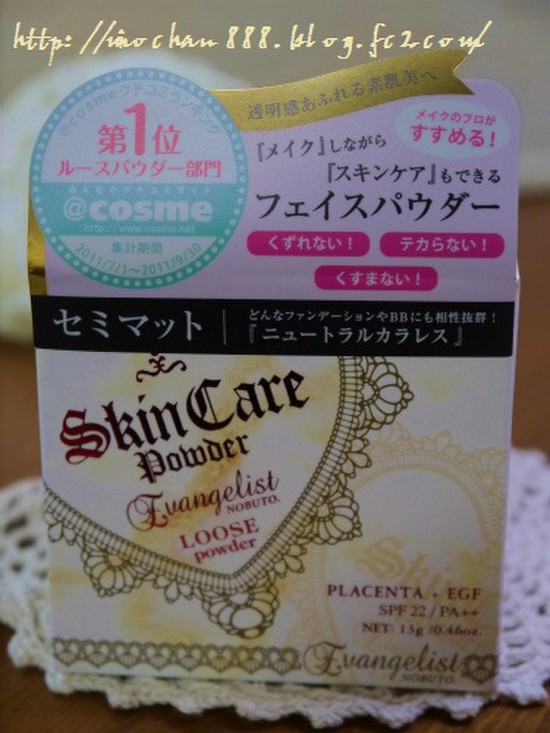 http://mochan888.blog.fc2.com/
透明感あふれる素肌美へ
@cosmeクチコミランキング
第1位
ルースパウダー部門
みんなのクチコミサイト
@cosme
http://www.cosme.net
集計期間
2011/7/1～2011/9/30
メイクのプロが
すすめる！
『メイク』しながら
『スキンケア』もできる
フェイスパウダー
くずれない！
テカらない！
くすまない！
セミマット
どんなファンデーションやBBにも相性抜群！
『ニュートラルカラレス』
Skin Care
Powder
Evangelist
NOBUTO.
LOOSE
powder
PLACENTA + EGF
SPF 22 / PA++
NET: 13g /0.46oz.
Evangelist
NOBUTO.